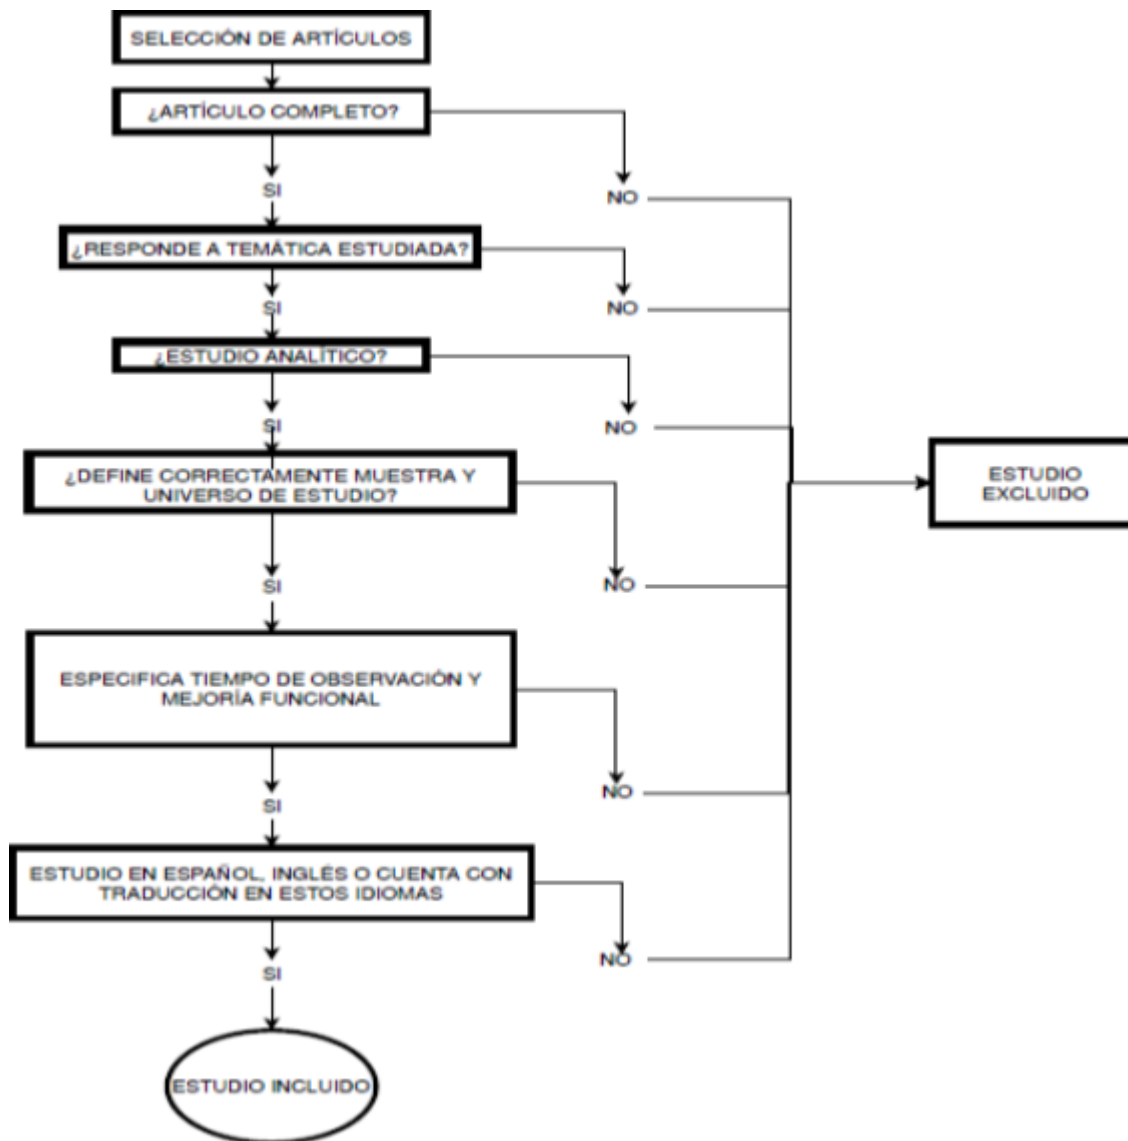 SELECCIÓN DE ARTÍCULOS
¿ARTÍCULO COMPLETO?
SI
NO
¿RESPONDE A TEMÁTICA ESTUDIADA?
SI
NO
¿ESTUDIO ANALÍTICO?
SI
NO
¿DEFINE CORRECTAMENTE MUESTRA Y
UNIVERSO DE ESTUDIO?
ESTUDIO
EXCLUIDO
SI
NO
ESPECIFICA TIEMPO DE OBSERVACIÓN Y
MEJORÍA FUNCIONAL
SI
NO
ESTUDIO EN ESPAÑOL, INGLÉS O CUENTA CON
TRADUCCIÓN EN ESTOS IDIOMAS
SI
NO
ESTUDIO INCLUIDO